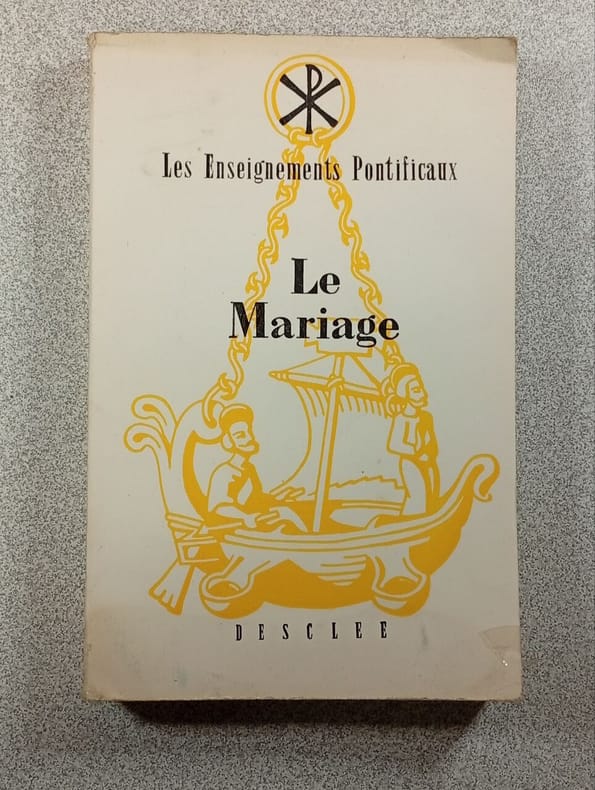 Les Enseignements Pontificaux
Le
Mariage
DESCLEE